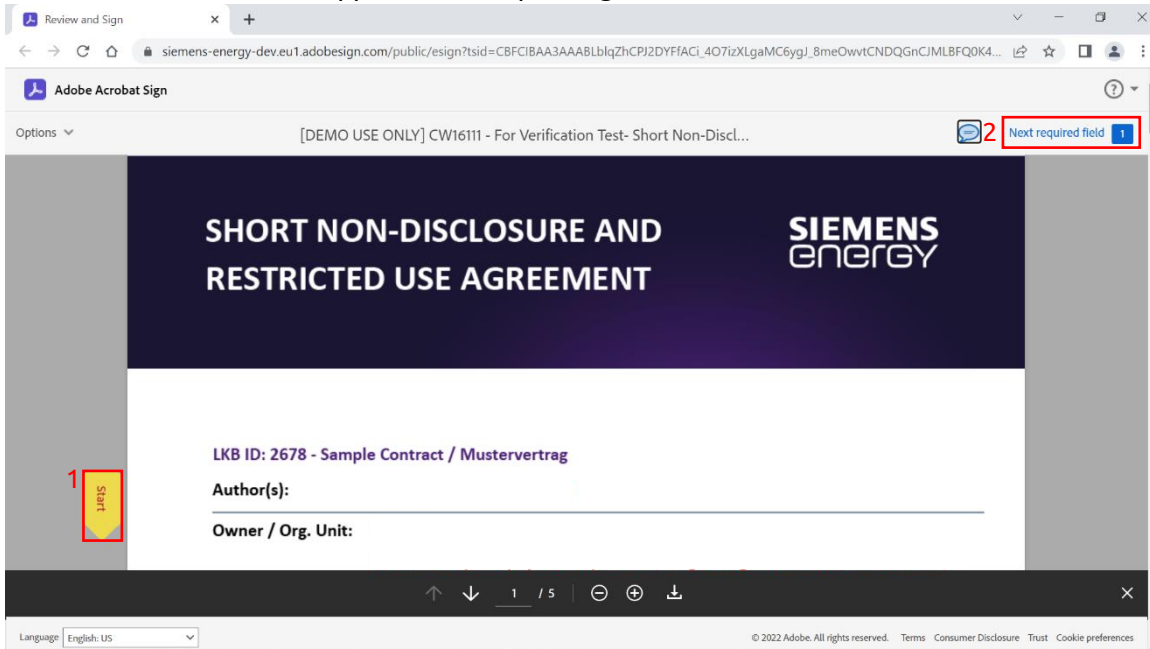 Review and Sign
siemens-energy-dev.eu1.adobesign.com/public/esign?tsid=CBFCIBAA3AAABLblqZhCPJ2DYFfACi_4O7izXLgaMC6ygJ_8meOwvtCNDQGnCJMLBFQ0K4...
Adobe Acrobat Sign
Options
[DEMO USE ONLY] CW16111 - For Verification Test- Short Non-Discl...
2
Next required field 1
SHORT NON-DISCLOSURE AND
RESTRICTED USE AGREEMENT
SIEMENS
energy
LKB ID: 2678 - Sample Contract / Mustervertrag
1
Start
Author(s):
Owner / Org. Unit:
1 / 5
Language English: US
© 2022 Adobe. All rights reserved. Terms Consumer Disclosure Trust Cookie preferences